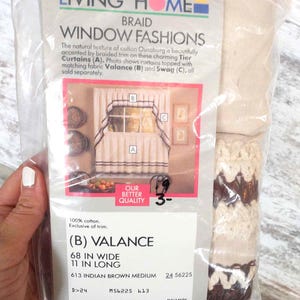 LIVING HOME
BRAID
WINDOW FASHIONS
The natural texture of cotton Osnaburg is beautifully
accented by braided trim on these charming Tier
Curtains (A). Photo shows curtains topped with
matching fabric Valance (B) and Swag (C), all
sold separately.
B
C
A
OUR
BETTER
QUALITY
3-
100% cotton.
Exclusive of trim.
(B) VALANCE
68 IN WIDE
11 IN LONG
613 INDIAN BROWN MEDIUM 24 56225
D>24 M56225 613